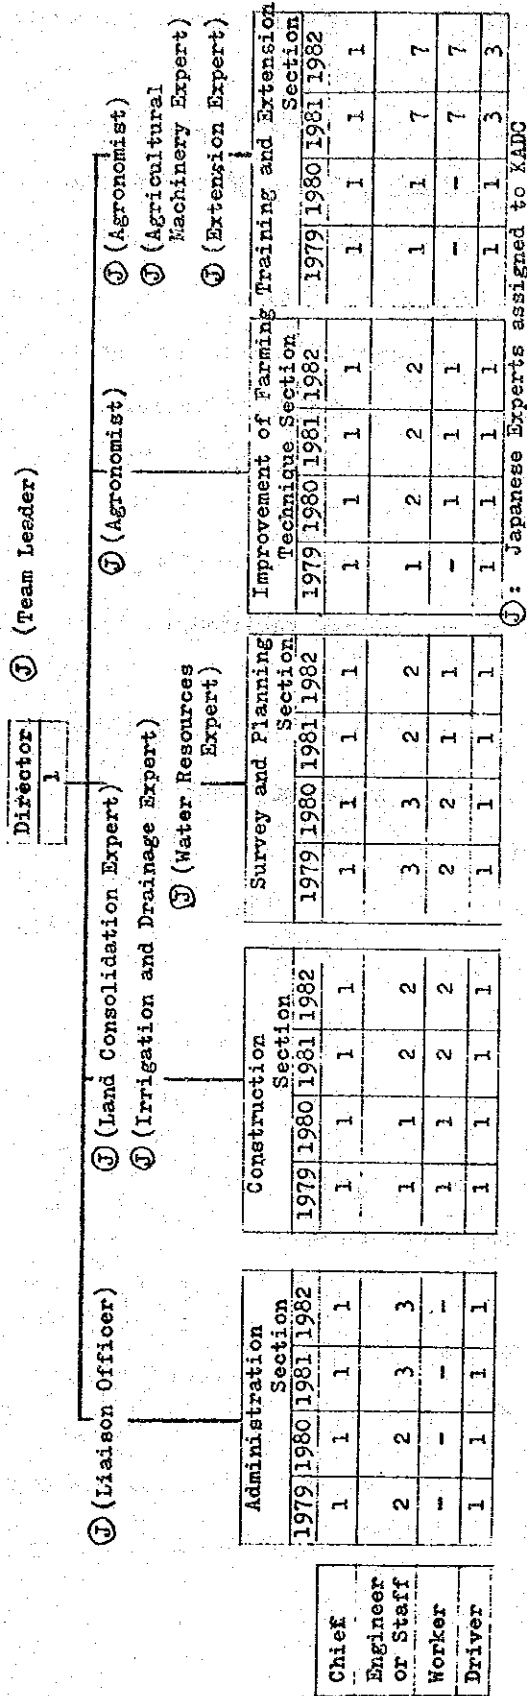 Director Ⓙ (Team Leader)
1
Ⓙ (Liaison Officer)
Ⓙ (Land Consolidation Expert)
Ⓙ (Irrigation and Drainage Expert)
Ⓙ (Water Resources
Expert)
Ⓙ (Agronomist)
Ⓙ (Agronomist)
Ⓙ (Agricultural
Machinery Expert)
Ⓙ (Extension Expert)
Administration
Section
1979 1980 1981 1982
Chief 1 1 1 1
Engineer
or Staff 2 2 3 3
Worker - - - -
Driver 1 1 1 1
Construction
Section
1979 1980 1981 1982
1 1 1 1
1 1 2 2
1 1 2 2
1 1 1 1
Survey and Planning
Section
1979 1980 1981 1982
1 1 1 1
3 3 2 2
2 2 1 1
1 1 1 1
Improvement of Farming
Technique Section
1979 1980 1981 1982
1 1 1 1
1 2 2 2
- 1 1 1
1 1 1 1
Training and Extension
Section
1979 1980 1981 1982
1 1 1 1
1 1 7 7
- - 7 7
1 1 3 3
Ⓙ: Japanese Experts assigned to KADC